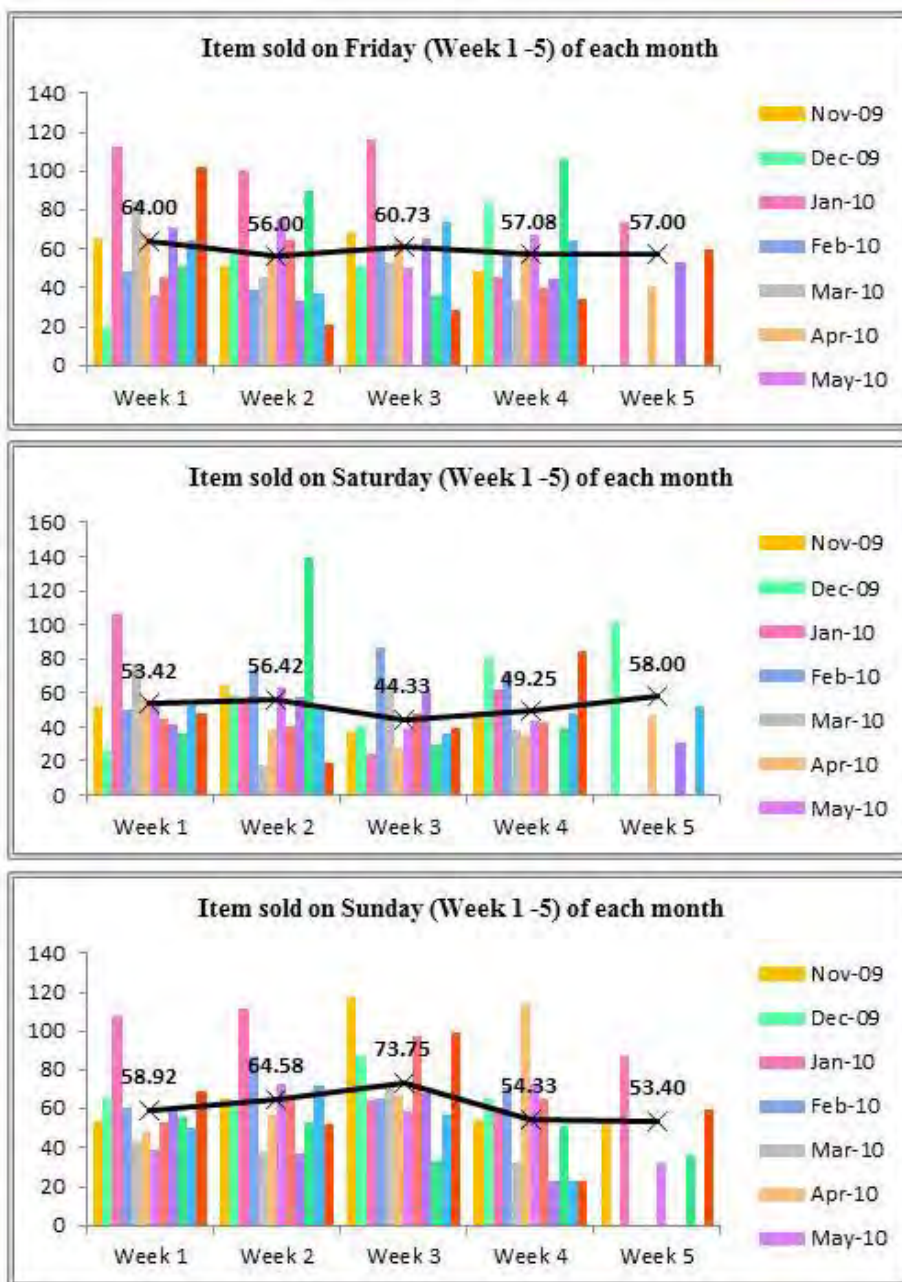 Item sold on Friday (Week 1 -5) of each month
140
120
100
80
60
40
20
0
64.00
56.00
60.73
57.08
57.00
Week 1
Week 2
Week 3
Week 4
Week 5
Nov-09
Dec-09
Jan-10
Feb-10
Mar-10
Apr-10
May-10
Item sold on Saturday (Week 1 -5) of each month
160
140
120
100
80
60
40
20
0
53.42
56.42
44.33
49.25
58.00
Week 1
Week 2
Week 3
Week 4
Week 5
Nov-09
Dec-09
Jan-10
Feb-10
Mar-10
Apr-10
May-10
Item sold on Sunday (Week 1 -5) of each month
140
120
100
80
60
40
20
0
58.92
64.58
73.75
54.33
53.40
Week 1
Week 2
Week 3
Week 4
Week 5
Nov-09
Dec-09
Jan-10
Feb-10
Mar-10
Apr-10
May-10